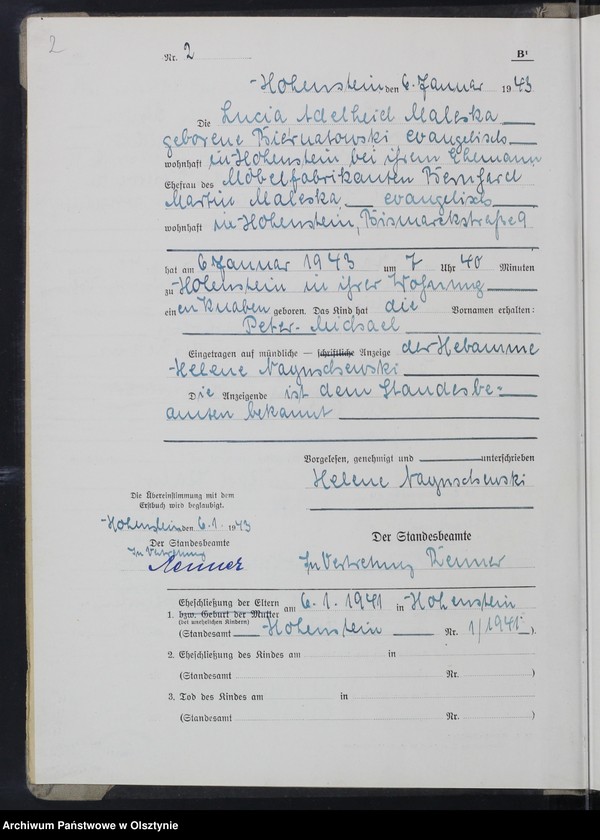 2
Nr. 2
B¹
Hohenstein den 6. Januar 1943
Die Lucia Adelheid Maleska
geborene Biernatowski evangelisch
wohnhaft in Hohenstein bei ihrem Ehemann
Ehefrau des Möbelfabrikanten Bernhard
Martin Maleska, evangelisch
wohnhaft in Hohenstein, Bismarckstraße 9
hat am 6 Januar 1943 um 7 Uhr 40 Minuten
zu Hohenstein in ihrer Wohnung
einen Knaben geboren. Das Kind hat die Vornamen erhalten:
Peter-Michael
Eingetragen auf mündliche — schriftliche Anzeige der Hebamme
Helene
Die Anzeigende ist dem Standesbe=
amten bekannt
Vorgelesen, genehmigt und unterschrieben
Helene
Die Übereinstimmung mit dem
Erstbuch wird beglaubigt.
Hohenstein den 6.1. 1943
Der Standesbeamte
In Vertretung
Renner
Der Standesbeamte
In Vertretung Renner
Eheschließung der Eltern
1. bzw. Geburt der Mutter am 6.1.1941 in Hohenstein
(bei unehelichen Kindern)
(Standesamt Hohenstein Nr. 1/1941).
2. Eheschließung des Kindes am in
(Standesamt Nr. )
3. Tod des Kindes am in
(Standesamt Nr. )
Archiwum Państwowe w Olsztynie